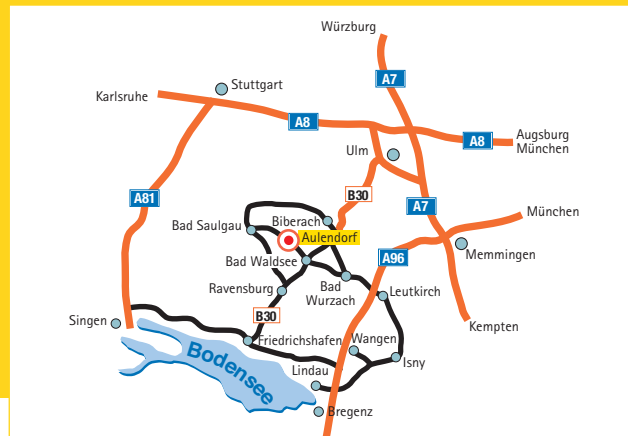 Würzburg
A7
Stuttgart
Karlsruhe
A8
A8
Augsburg
München
Ulm
A81
B30
A7
München
Biberach
Bad Saulgau
Aulendorf
Memmingen
Bad Waldsee
A96
Ravensburg
Bad
Wurzach
Leutkirch
B30
Singen
Kempten
Friedrichshafen
Wangen
Bodensee
Isny
Lindau
Bregenz